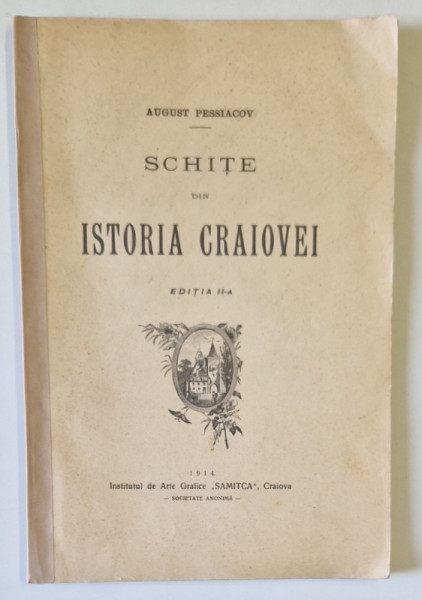 AUGUST PESSIACOV
SCHIȚE
DIN
ISTORIA CRAIOVEI
EDIȚIA II-A
1914
Institutul de Arte Grafice „SAMITCA“, Craiova
— SOCIETATE ANONIMĂ —